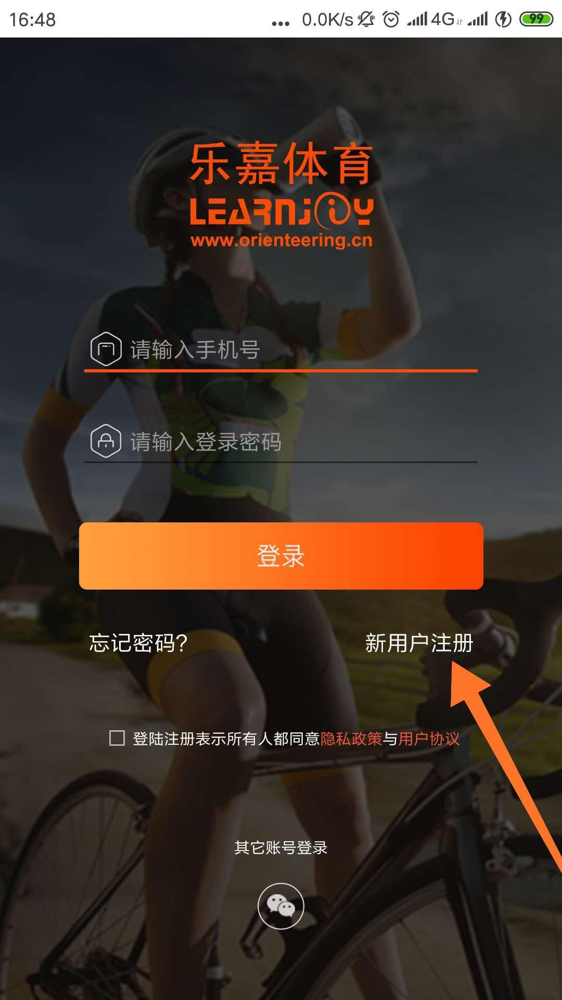 16:48
... 0.0K/s 4G 99
乐嘉体育
LEARNJOY
www.orienteering.cn
请输入手机号
请输入登录密码
登录
忘记密码?
新用户注册
登陆注册表示所有人都同意隐私政策与用户协议
其它账号登录